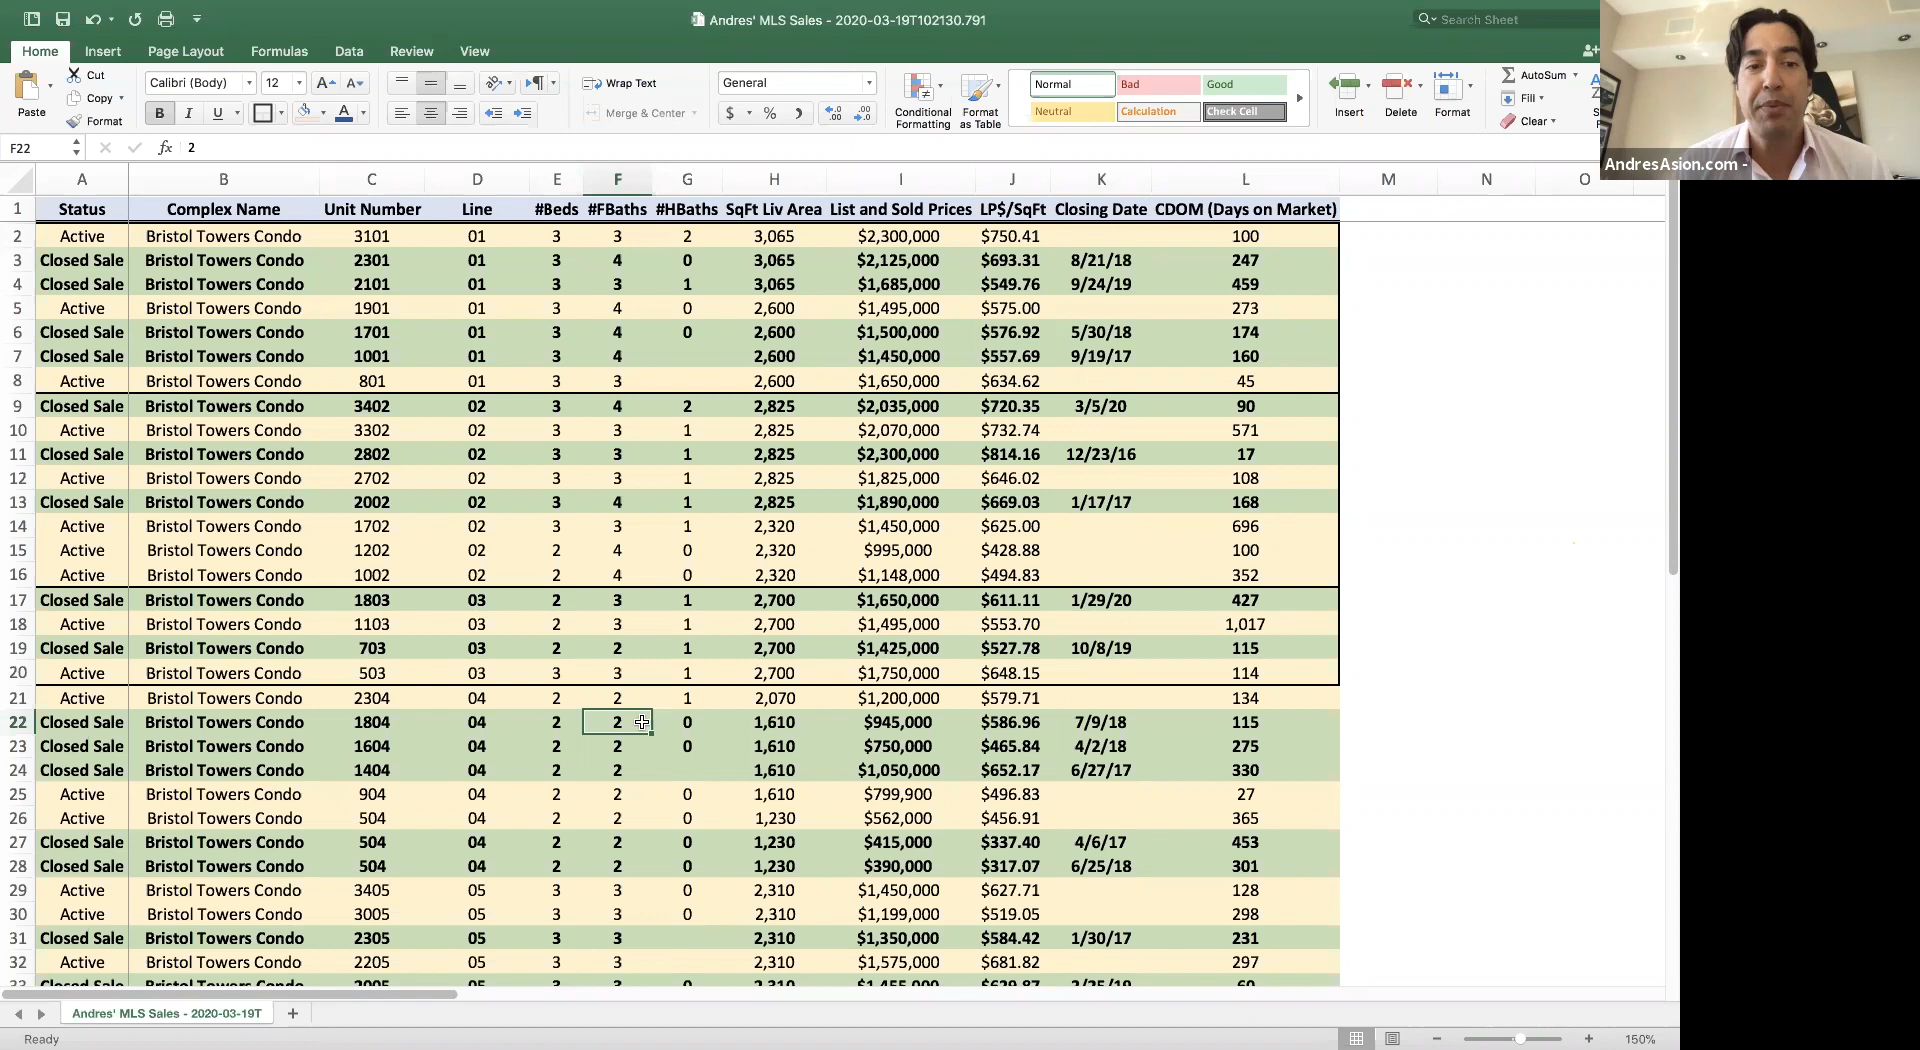 Andres' MLS Sales - 2020-03-19T102130.791
Search Sheet
Home Insert Page Layout Formulas Data Review View
Paste
Cut
Copy
Format
Calibri (Body) 12
B I U
Wrap Text
Merge & Center
General
Conditional Formatting
Format as Table
Normal Bad Good
Neutral Calculation Check Cell
Insert Delete Format
AutoSum
Fill
Clear
AndresAsion.com -
F22 fx 2
A B C D E F G H I J K L M N O
1 Status Complex Name Unit Number Line #Beds #FBaths #HBaths SqFt Liv Area List and Sold Prices LP$/SqFt Closing Date CDOM (Days on Market)
2 Active Bristol Towers Condo 3101 01 3 3 2 3,065 $2,300,000 $750.41 100
3 Closed Sale Bristol Towers Condo 2301 01 3 4 0 3,065 $2,125,000 $693.31 8/21/18 247
4 Closed Sale Bristol Towers Condo 2101 01 3 3 1 3,065 $1,685,000 $549.76 9/24/19 459
5 Active Bristol Towers Condo 1901 01 3 4 0 2,600 $1,495,000 $575.00 273
6 Closed Sale Bristol Towers Condo 1701 01 3 4 0 2,600 $1,500,000 $576.92 5/30/18 174
7 Closed Sale Bristol Towers Condo 1001 01 3 4 2,600 $1,450,000 $557.69 9/19/17 160
8 Active Bristol Towers Condo 801 01 3 3 2,600 $1,650,000 $634.62 45
9 Closed Sale Bristol Towers Condo 3402 02 3 4 2 2,825 $2,035,000 $720.35 3/5/20 90
10 Active Bristol Towers Condo 3302 02 3 3 1 2,825 $2,070,000 $732.74 571
11 Closed Sale Bristol Towers Condo 2802 02 3 3 1 2,825 $2,300,000 $814.16 12/23/16 17
12 Active Bristol Towers Condo 2702 02 3 3 1 2,825 $1,825,000 $646.02 108
13 Closed Sale Bristol Towers Condo 2002 02 3 4 1 2,825 $1,890,000 $669.03 1/17/17 168
14 Active Bristol Towers Condo 1702 02 3 3 1 2,320 $1,450,000 $625.00 696
15 Active Bristol Towers Condo 1202 02 2 4 0 2,320 $995,000 $428.88 100
16 Active Bristol Towers Condo 1002 02 2 4 0 2,320 $1,148,000 $494.83 352
17 Closed Sale Bristol Towers Condo 1803 03 2 3 1 2,700 $1,650,000 $611.11 1/29/20 427
18 Active Bristol Towers Condo 1103 03 2 3 1 2,700 $1,495,000 $553.70 1,017
19 Closed Sale Bristol Towers Condo 703 03 2 2 1 2,700 $1,425,000 $527.78 10/8/19 115
20 Active Bristol Towers Condo 503 03 3 3 1 2,700 $1,750,000 $648.15 114
21 Active Bristol Towers Condo 2304 04 2 2 1 2,070 $1,200,000 $579.71 134
22 Closed Sale Bristol Towers Condo 1804 04 2 2 0 1,610 $945,000 $586.96 7/9/18 115
23 Closed Sale Bristol Towers Condo 1604 04 2 2 0 1,610 $750,000 $465.84 4/2/18 275
24 Closed Sale Bristol Towers Condo 1404 04 2 2 1,610 $1,050,000 $652.17 6/27/17 330
25 Active Bristol Towers Condo 904 04 2 2 0 1,610 $799,900 $496.83 27
26 Active Bristol Towers Condo 504 04 2 2 0 1,230 $562,000 $456.91 365
27 Closed Sale Bristol Towers Condo 504 04 2 2 0 1,230 $415,000 $337.40 4/6/17 453
28 Closed Sale Bristol Towers Condo 504 04 2 2 0 1,230 $390,000 $317.07 6/25/18 301
29 Active Bristol Towers Condo 3405 05 3 3 0 2,310 $1,450,000 $627.71 128
30 Active Bristol Towers Condo 3005 05 3 3 0 2,310 $1,199,000 $519.05 298
31 Closed Sale Bristol Towers Condo 2305 05 3 3 2,310 $1,350,000 $584.42 1/30/17 231
32 Active Bristol Towers Condo 2205 05 3 3 2,310 $1,575,000 $681.82 297
Andres' MLS Sales - 2020-03-19T
Ready
150%